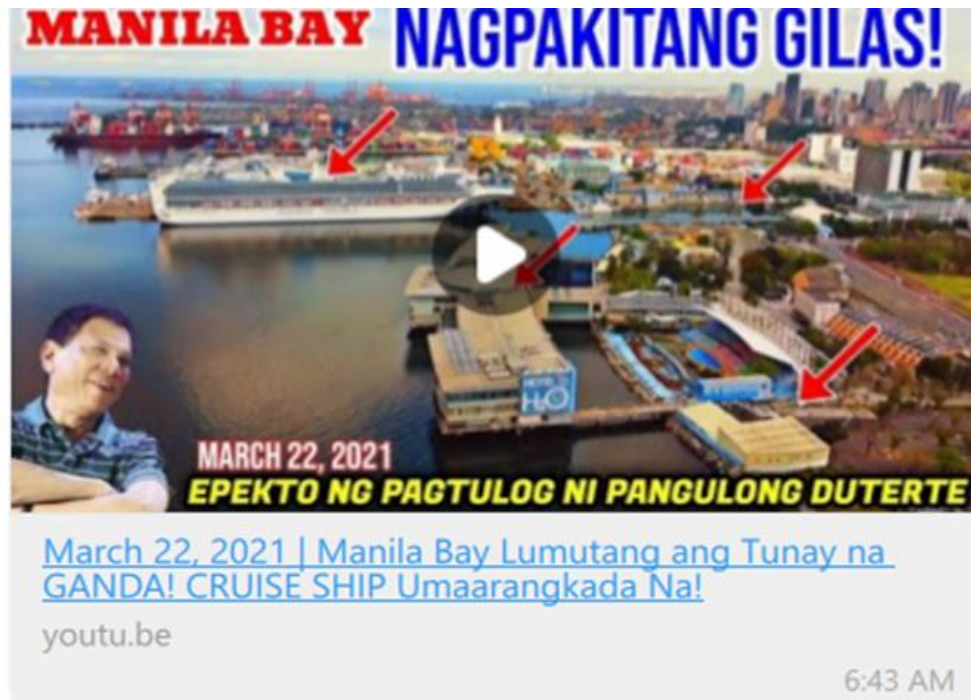 MANILA BAY NAGPAKITANG GILAS!
H2O
MARCH 22, 2021
EPEKTO NG PAGTULOG NI PANGULONG DUTERTE
March 22, 2021 | Manila Bay Lumutang ang Tunay na
GANDA! CRUISE SHIP Umaarangkada Na!
youtu.be
6:43 AM